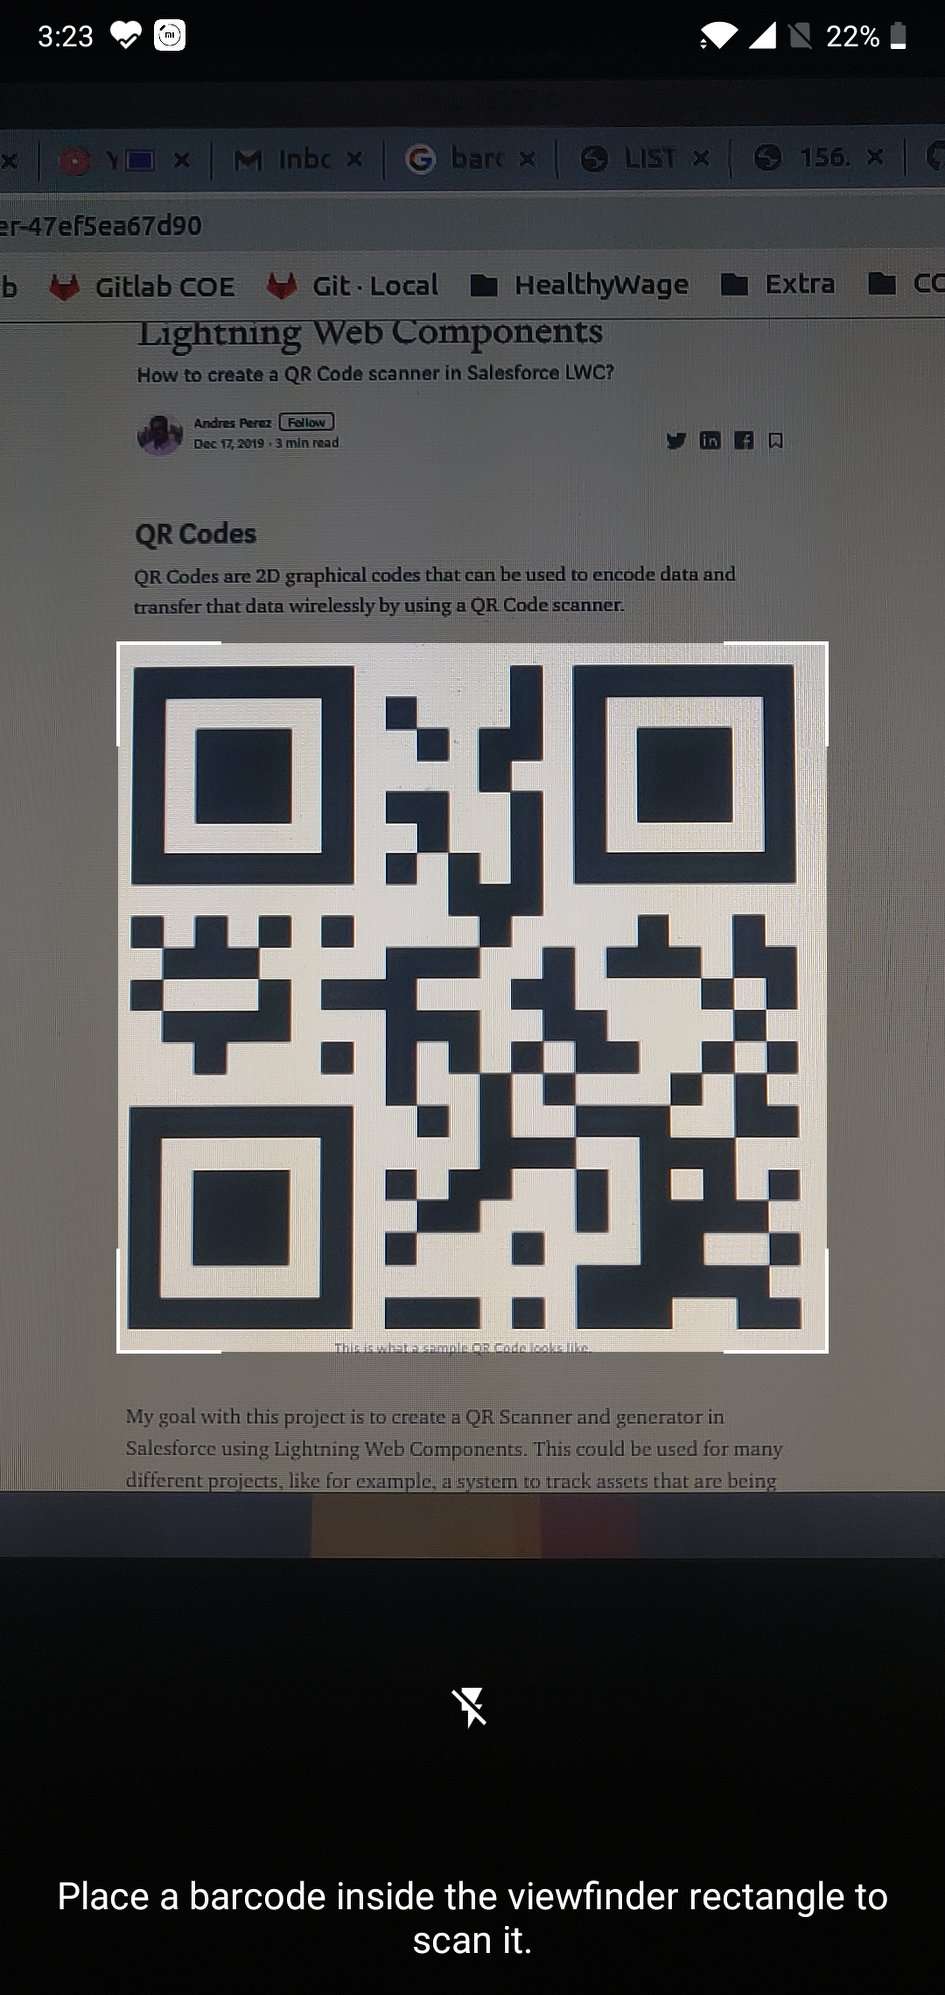 3:23 mi 22%
Y Inbc barc LIST 156.
er-47ef5ea67d90
b Gitlab COE Git · Local HealthyWage Extra CC
Lightning Web Components
How to create a QR Code scanner in Salesforce LWC?
Andres Perez Follow
Dec 17, 2019 · 3 min read
QR Codes
QR Codes are 2D graphical codes that can be used to encode data and
transfer that data wirelessly by using a QR Code scanner.
This is what a sample QR Code looks like.
My goal with this project is to create a QR Scanner and generator in
Salesforce using Lightning Web Components. This could be used for many
different projects, like for example, a system to track assets that are being
Place a barcode inside the viewfinder rectangle to
scan it.